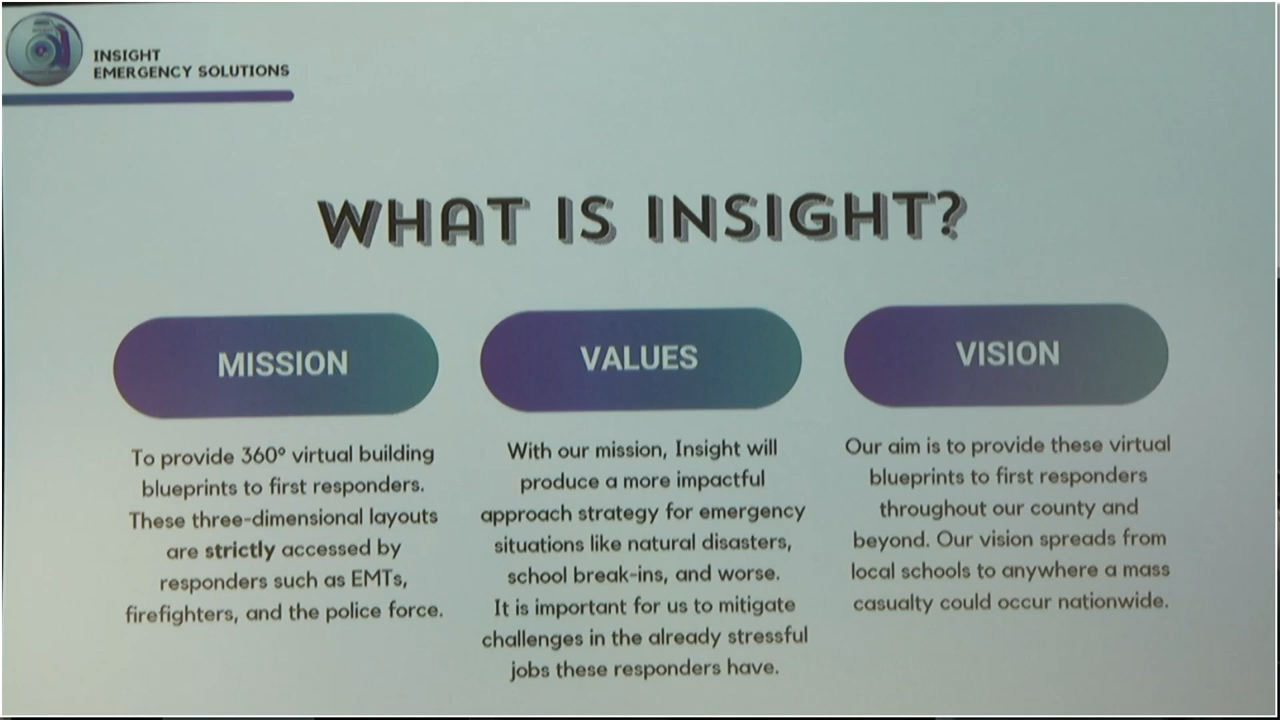 INSIGHT
EMERGENCY SOLUTIONS
WHAT IS INSIGHT?
MISSION
To provide 360° virtual building
blueprints to first responders.
These three-dimensional layouts
are strictly accessed by
responders such as EMTs,
firefighters, and the police force.
VALUES
With our mission, Insight will
produce a more impactful
approach strategy for emergency
situations like natural disasters,
school break-ins, and worse.
It is important for us to mitigate
challenges in the already stressful
jobs these responders have.
VISION
Our aim is to provide these virtual
blueprints to first responders
throughout our county and
beyond. Our vision spreads from
local schools to anywhere a mass
casualty could occur nationwide.